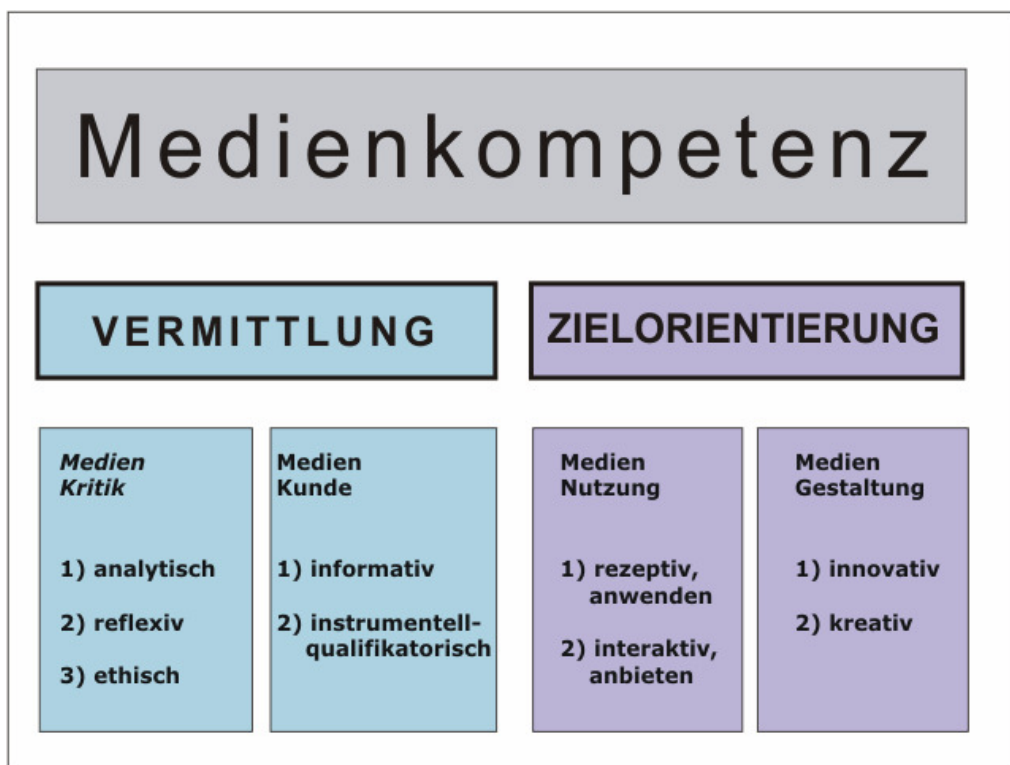 Medienkompetenz
VERMITTLUNG
ZIELORIENTIERUNG
Medien
Kritik
1) analytisch
2) reflexiv
3) ethisch
Medien
Kunde
1) informativ
2) instrumentell-
qualifikatorisch
Medien
Nutzung
1) rezeptiv,
anwenden
2) interaktiv,
anbieten
Medien
Gestaltung
1) innovativ
2) kreativ